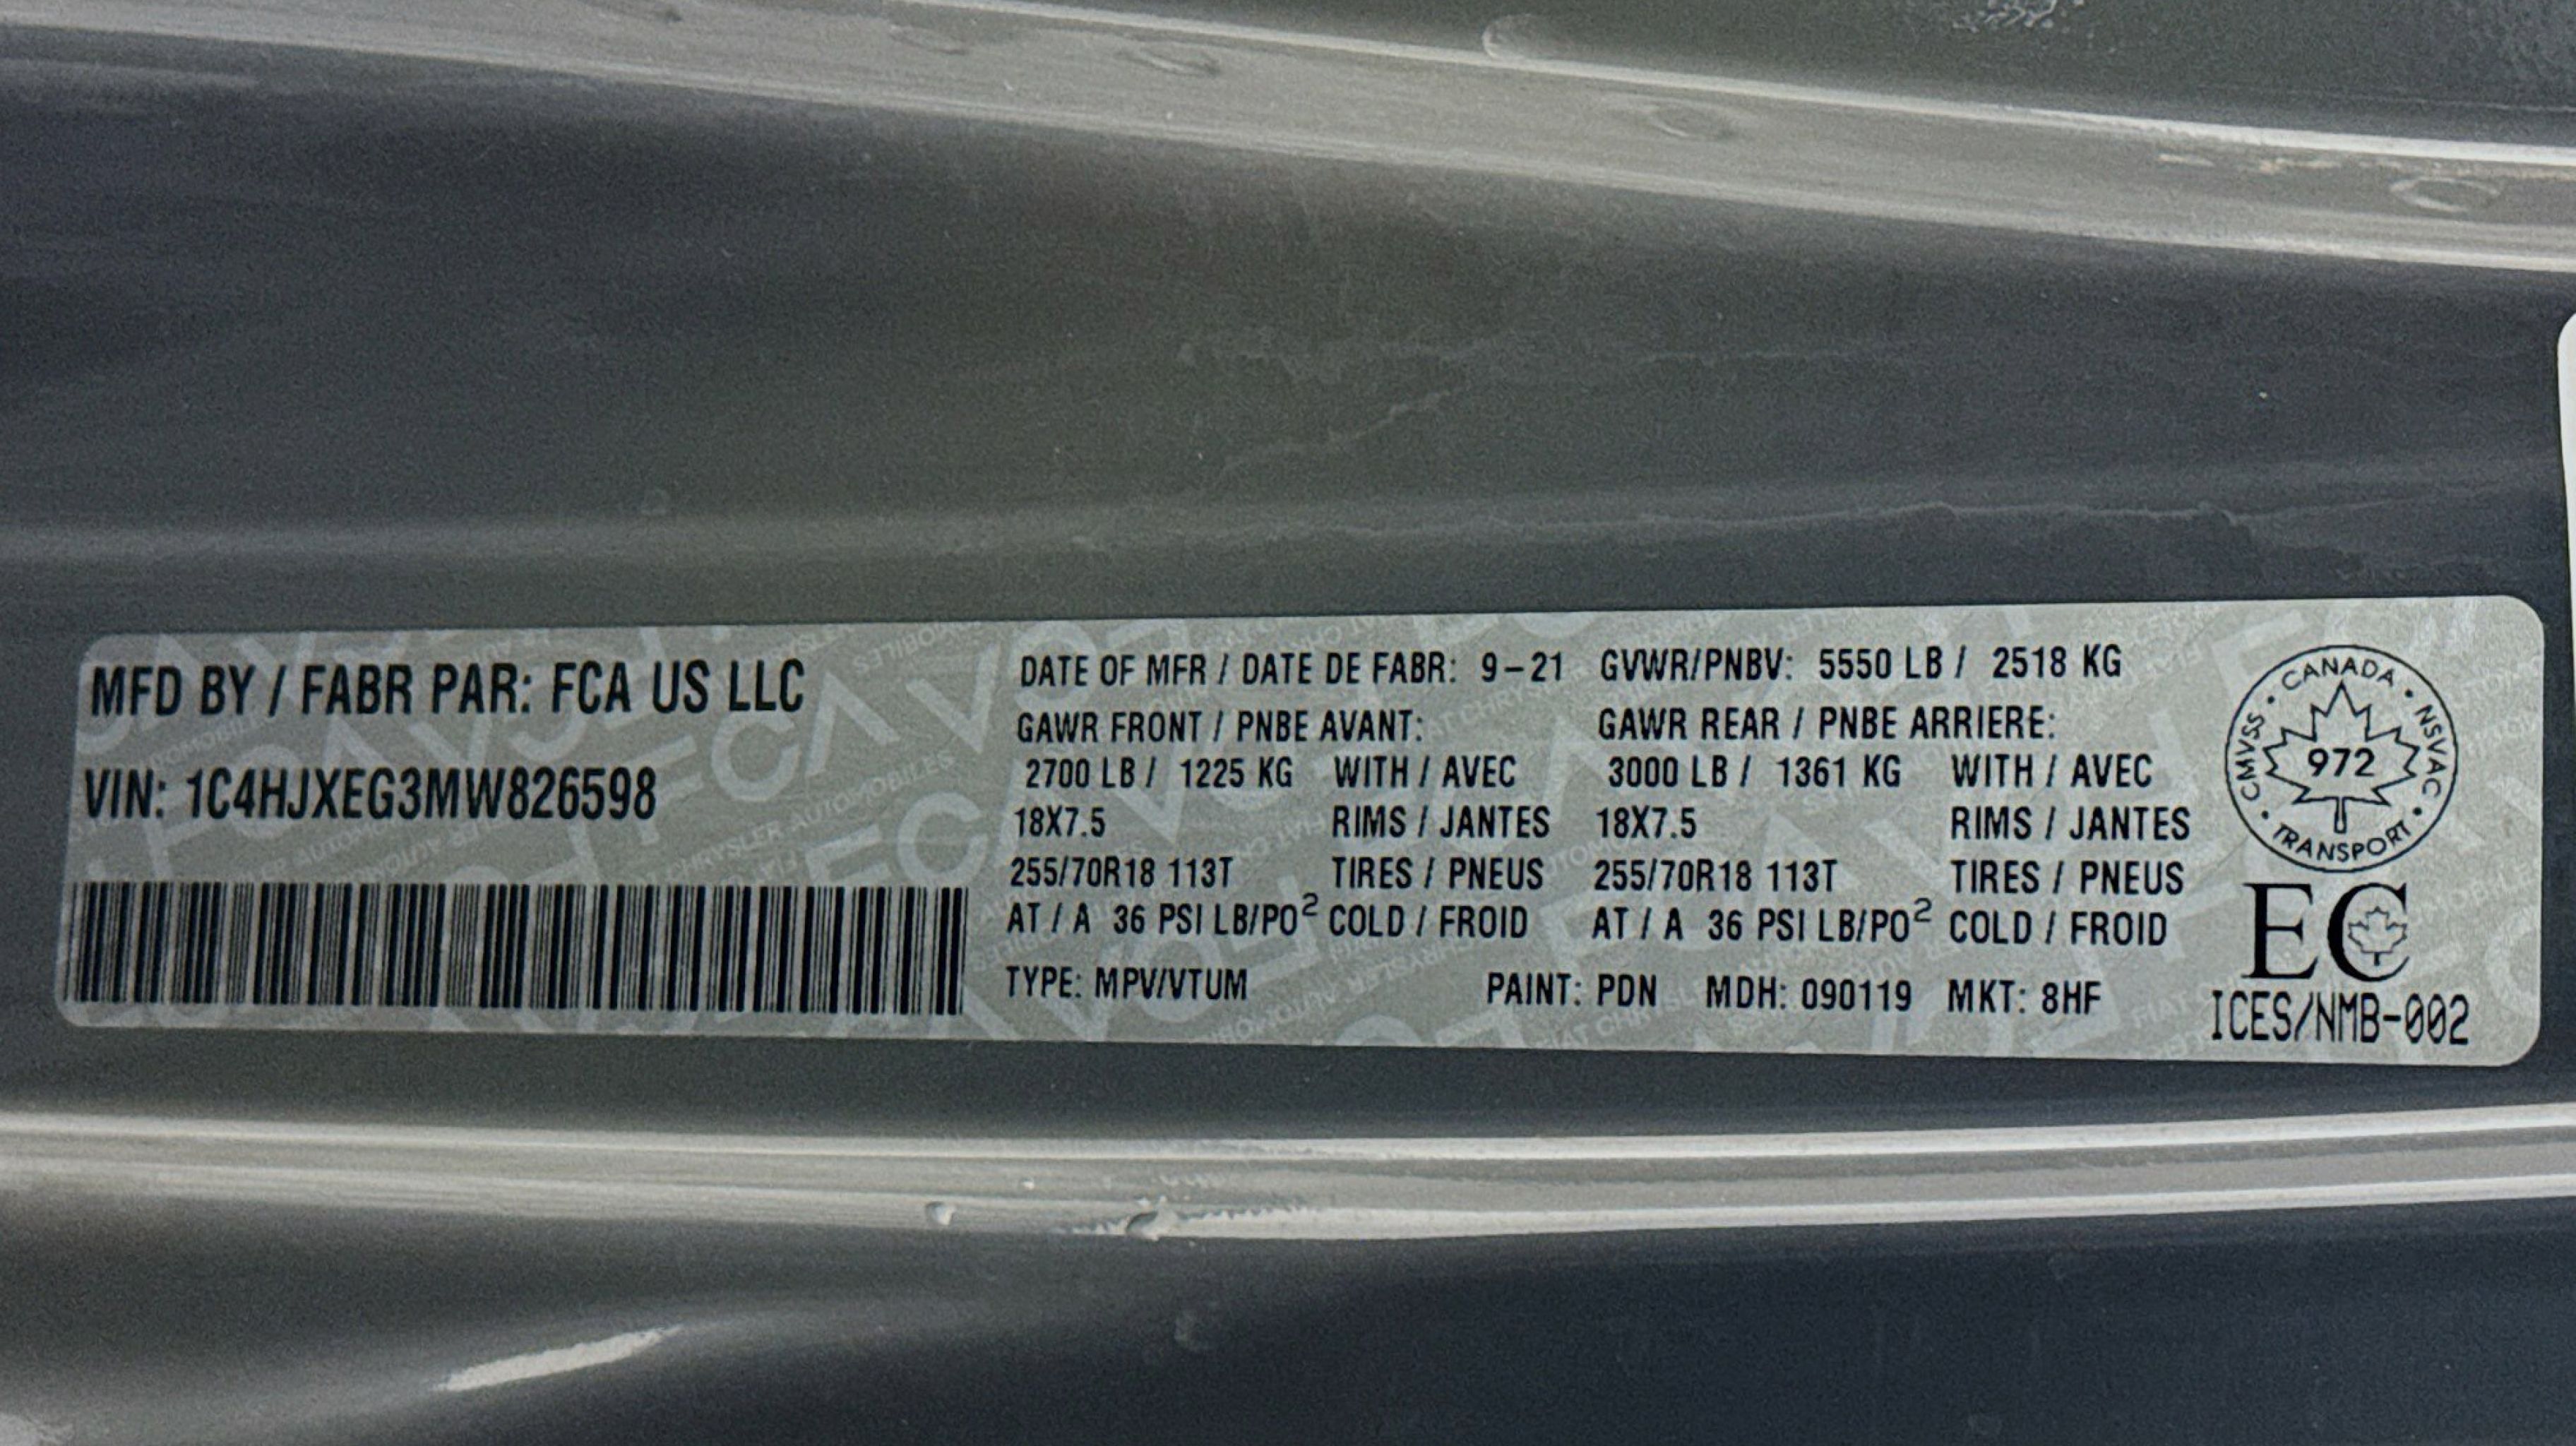 MFD BY / FABR PAR: FCA US LLC
VIN: 1C4HJXEG3MW826598
DATE OF MFR / DATE DE FABR: 9-21 GVWR/PNBV: 5550 LB / 2518 KG
GAWR FRONT / PNBE AVANT: GAWR REAR / PNBE ARRIERE:
2700 LB / 1225 KG WITH / AVEC 3000 LB / 1361 KG WITH / AVEC
18X7.5 RIMS / JANTES 18X7.5 RIMS / JANTES
255/70R18 113T TIRES / PNEUS 255/70R18 113T TIRES / PNEUS
AT / A 36 PSI LB/PO² COLD / FROID AT / A 36 PSI LB/PO² COLD / FROID
TYPE: MPV/VTUM PAINT: PDN MDH: 090119 MKT: 8HF
CANADA
CMVSS • NSVAC
972
TRANSPORT
EC
ICES/NMB-002